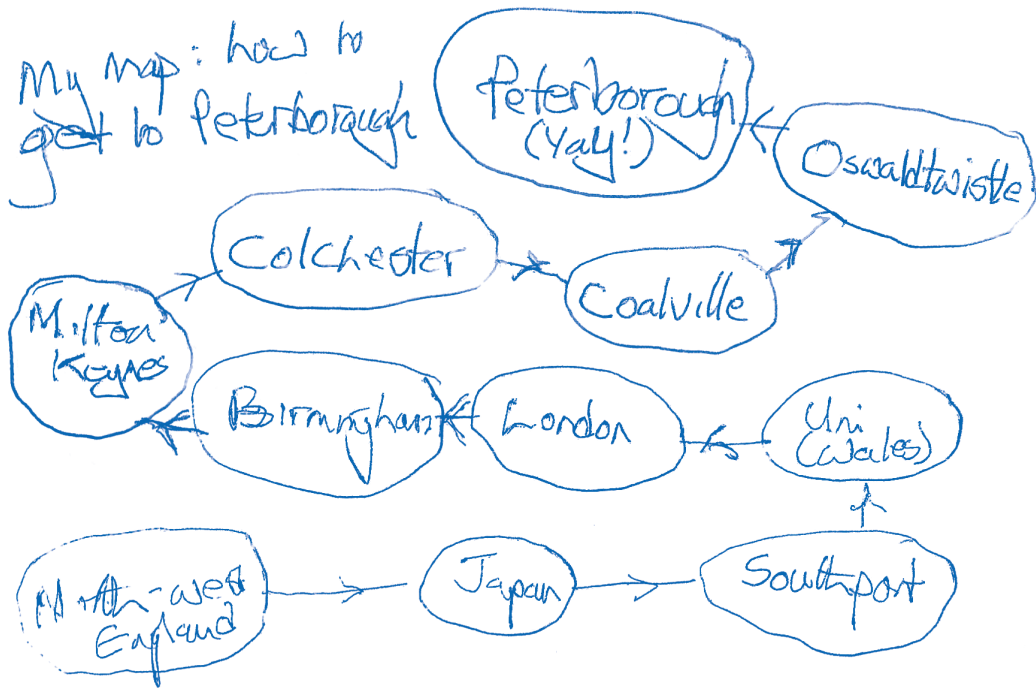 My map: how to
get to Peterborough
Peterborough
(Yay!)
Oswaldtwistle
Colchester
Coalville
Milton
Keynes
Birmingham
London
Uni
(Wales)
North-west
England
Japan
Southport